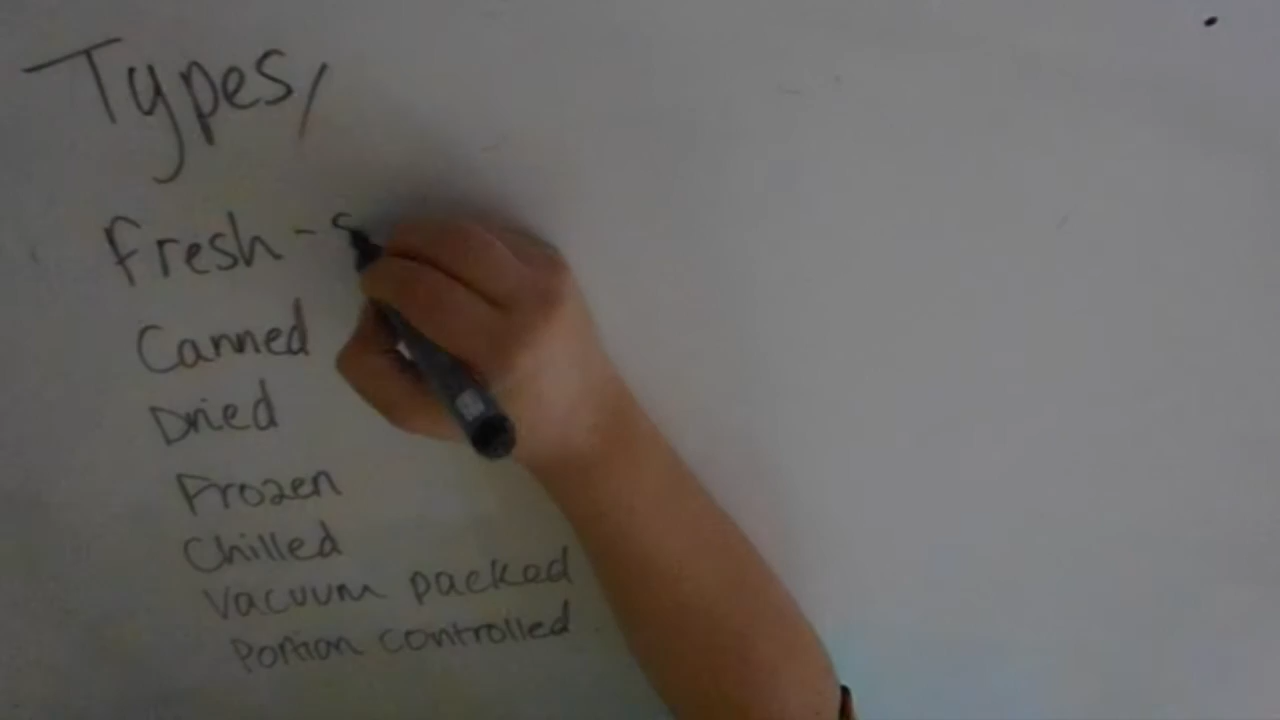 Types/
Fresh - s
Canned
Dried
Frozen
Chilled
Vacuum packed
Portion controlled